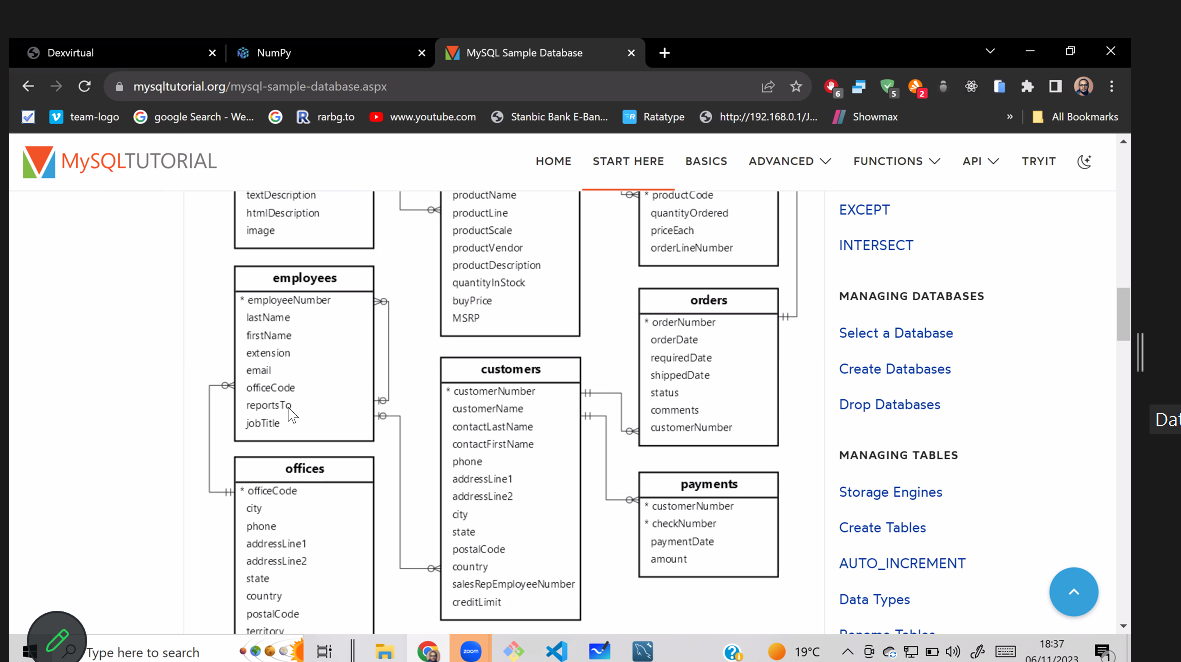 Dexvirtual
NumPy
MySQL Sample Database
mysqltutorial.org/mysql-sample-database.aspx
6
5
2
team-logo
google Search - We...
rarbg.to
www.youtube.com
Stanbic Bank E-Ban...
Ratatype
http://192.168.0.1/J...
Showmax
»
All Bookmarks
MySQLTUTORIAL
HOME
START HERE
BASICS
ADVANCED
FUNCTIONS
API
TRYIT
textDescription
htmlDescription
image
employees
* employeeNumber
lastName
firstName
extension
email
officeCode
reportsTo
jobTitle
offices
* officeCode
city
phone
addressLine1
addressLine2
state
country
postalCode
territory
productName
productLine
productScale
productVendor
productDescription
quantityInStock
buyPrice
MSRP
customers
* customerNumber
customerName
contactLastName
contactFirstName
phone
addressLine1
addressLine2
city
state
postalCode
country
salesRepEmployeeNumber
creditLimit
* productCode
quantityOrdered
priceEach
orderLineNumber
orders
* orderNumber
orderDate
requiredDate
shippedDate
status
comments
customerNumber
payments
* customerNumber
* checkNumber
paymentDate
amount
EXCEPT
INTERSECT
MANAGING DATABASES
Select a Database
Create Databases
Drop Databases
MANAGING TABLES
Storage Engines
Create Tables
AUTO_INCREMENT
Data Types
Rename Tables
Dat
Type here to search
zoom
19°C
18:37
06/11/2023
1